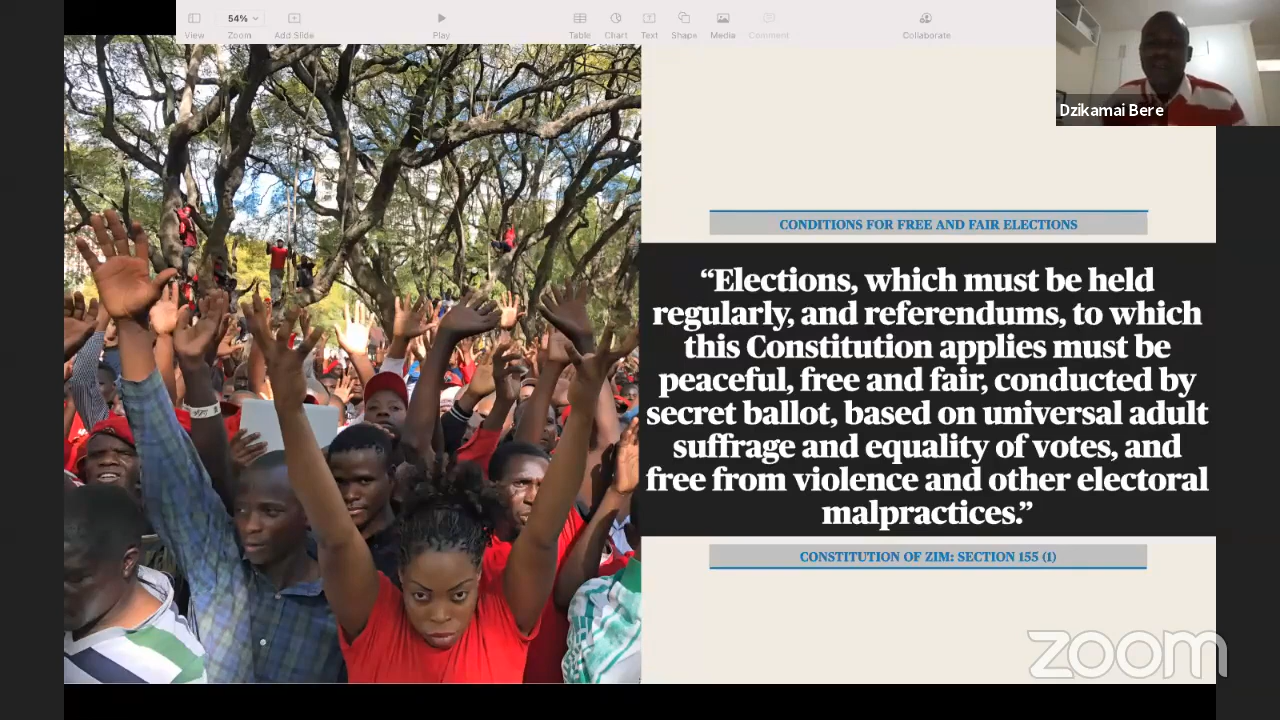 54%
View
Zoom
Add Slide
Play
Table
Chart
Text
Shape
Media
Comment
Collaborate
Dzikamai Bere
CONDITIONS FOR FREE AND FAIR ELECTIONS
“Elections, which must be held
regularly, and referendums, to which
this Constitution applies must be
peaceful, free and fair, conducted by
secret ballot, based on universal adult
suffrage and equality of votes, and
free from violence and other electoral
malpractices.”
CONSTITUTION OF ZIM: SECTION 155 (1)
zoom